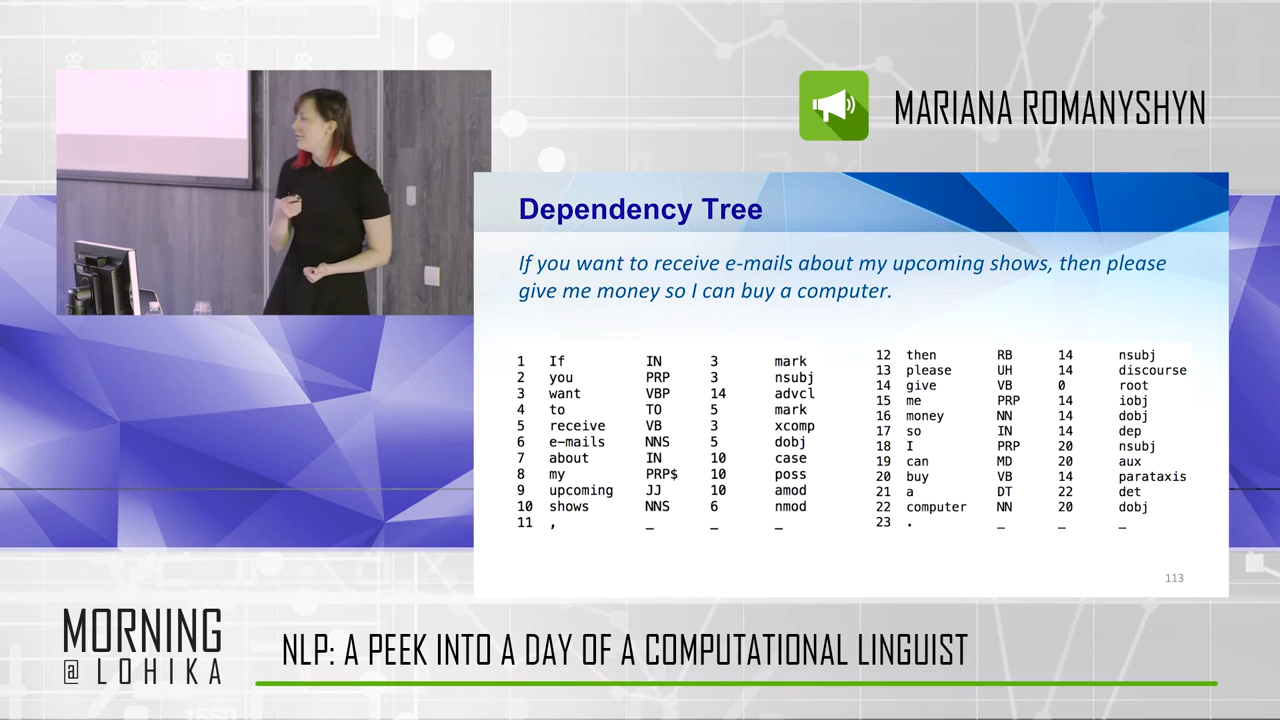 MARIANA ROMANYSHYN
Dependency Tree
If you want to receive e-mails about my upcoming shows, then please
give me money so I can buy a computer.
1 If IN 3 mark
2 you PRP 3 nsubj
3 want VBP 14 advcl
4 to TO 5 mark
5 receive VB 3 xcomp
6 e-mails NNS 5 dobj
7 about IN 10 case
8 my PRP$ 10 poss
9 upcoming JJ 10 amod
10 shows NNS 6 nmod
11 , _ _ _
12 then RB 14 nsubj
13 please UH 14 discourse
14 give VB 0 root
15 me PRP 14 iobj
16 money NN 14 dobj
17 so IN 14 dep
18 I PRP 20 nsubj
19 can MD 20 aux
20 buy VB 14 parataxis
21 a DT 22 det
22 computer NN 20 dobj
23 . _ _ _
113
MORNING
@ LOHIKA
NLP: A PEEK INTO A DAY OF A COMPUTATIONAL LINGUIST